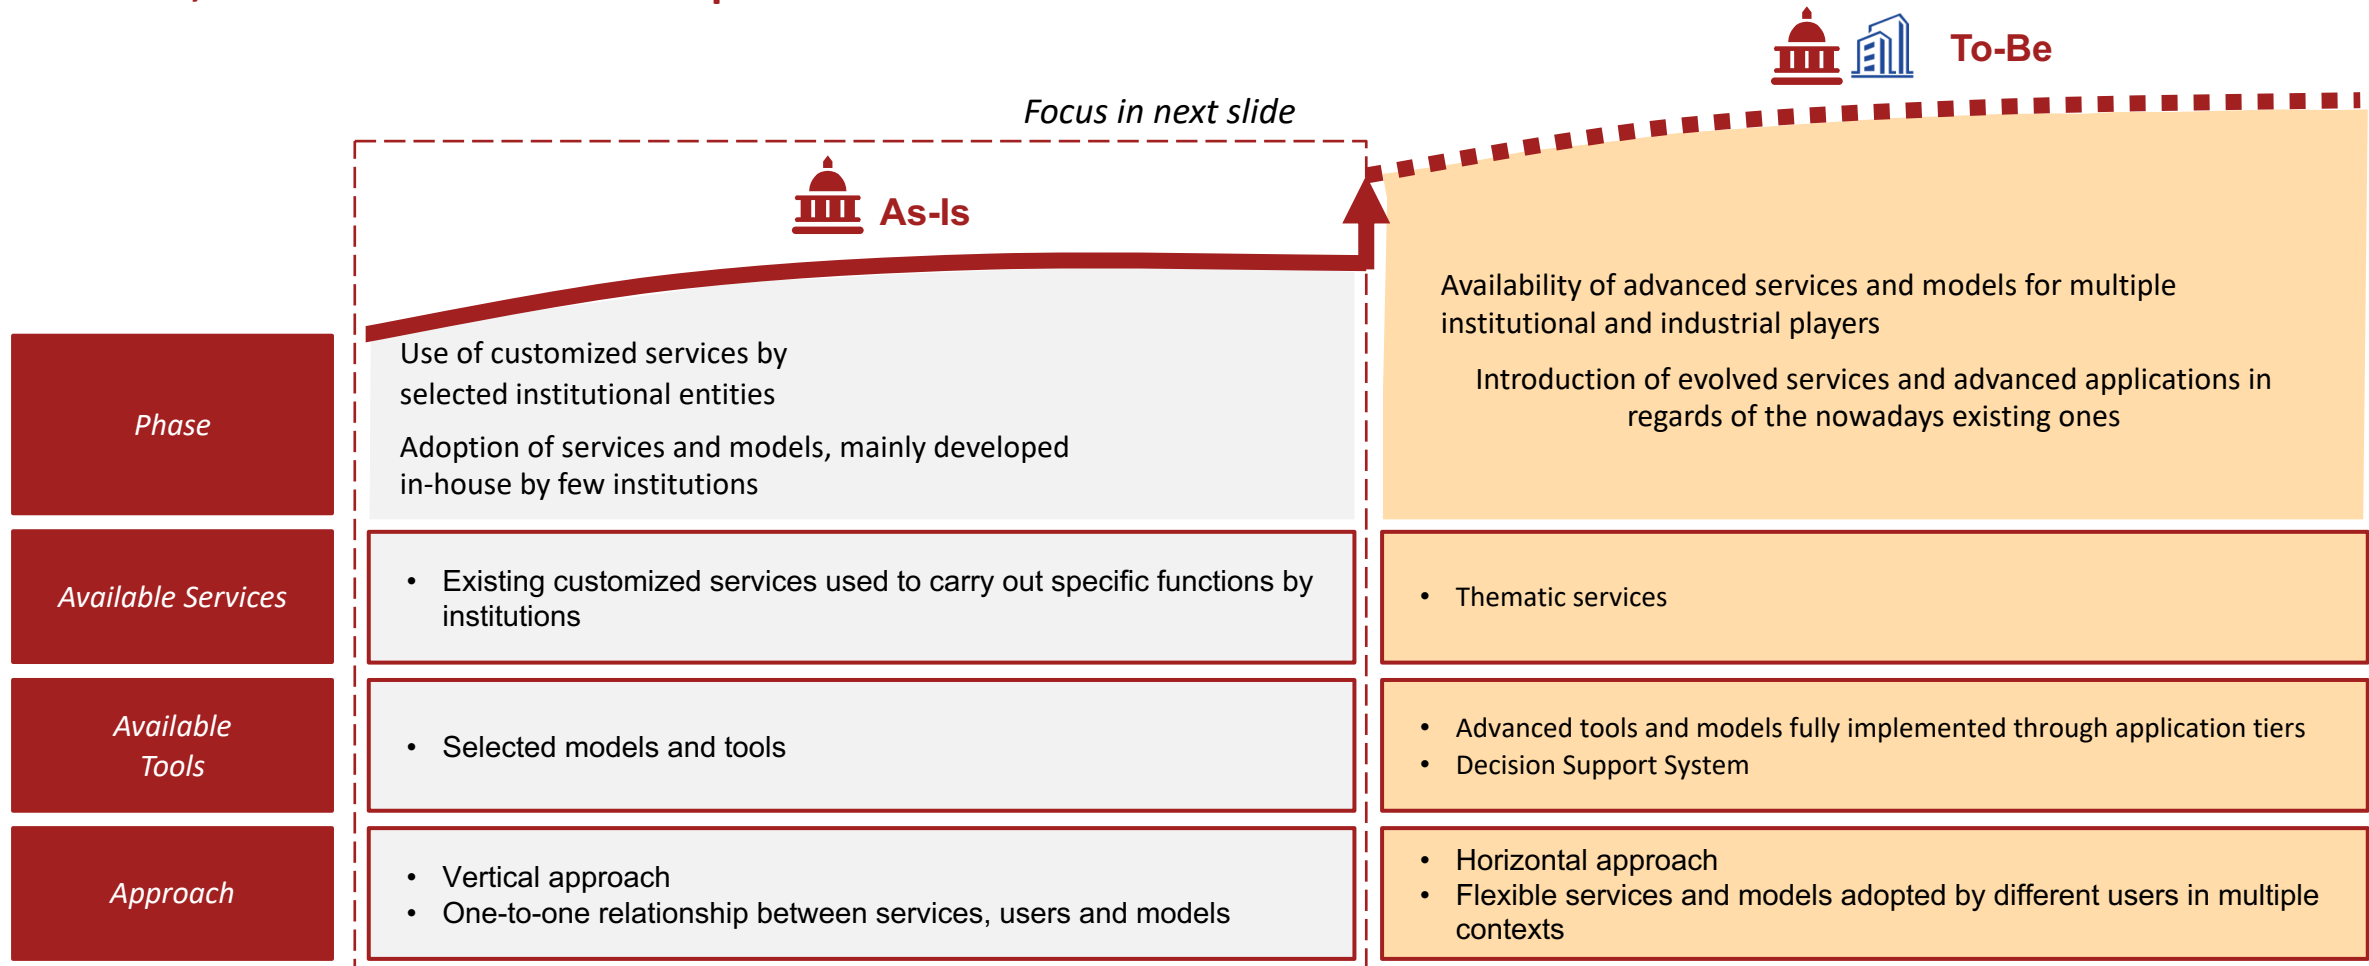 To-Be
Focus in next slide
As-Is
Phase
Use of customized services by
selected institutional entities
Adoption of services and models, mainly developed
in-house by few institutions
Availability of advanced services and models for multiple
institutional and industrial players
Introduction of evolved services and advanced applications in
regards of the nowadays existing ones
Available Services
• Existing customized services used to carry out specific functions by
institutions
• Thematic services
Available
Tools
• Selected models and tools
• Advanced tools and models fully implemented through application tiers
• Decision Support System
Approach
• Vertical approach
• One-to-one relationship between services, users and models
• Horizontal approach
• Flexible services and models adopted by different users in multiple
contexts